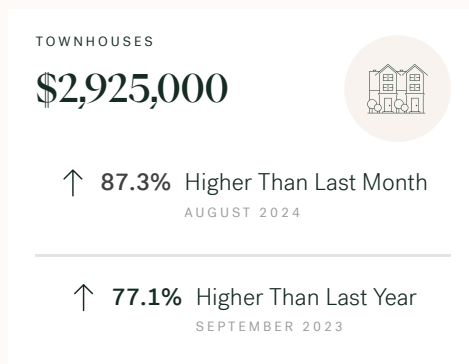 TOWNHOUSES
$2,925,000
87.3% Higher Than Last Month
AUGUST 2024
77.1% Higher Than Last Year
SEPTEMBER 2023